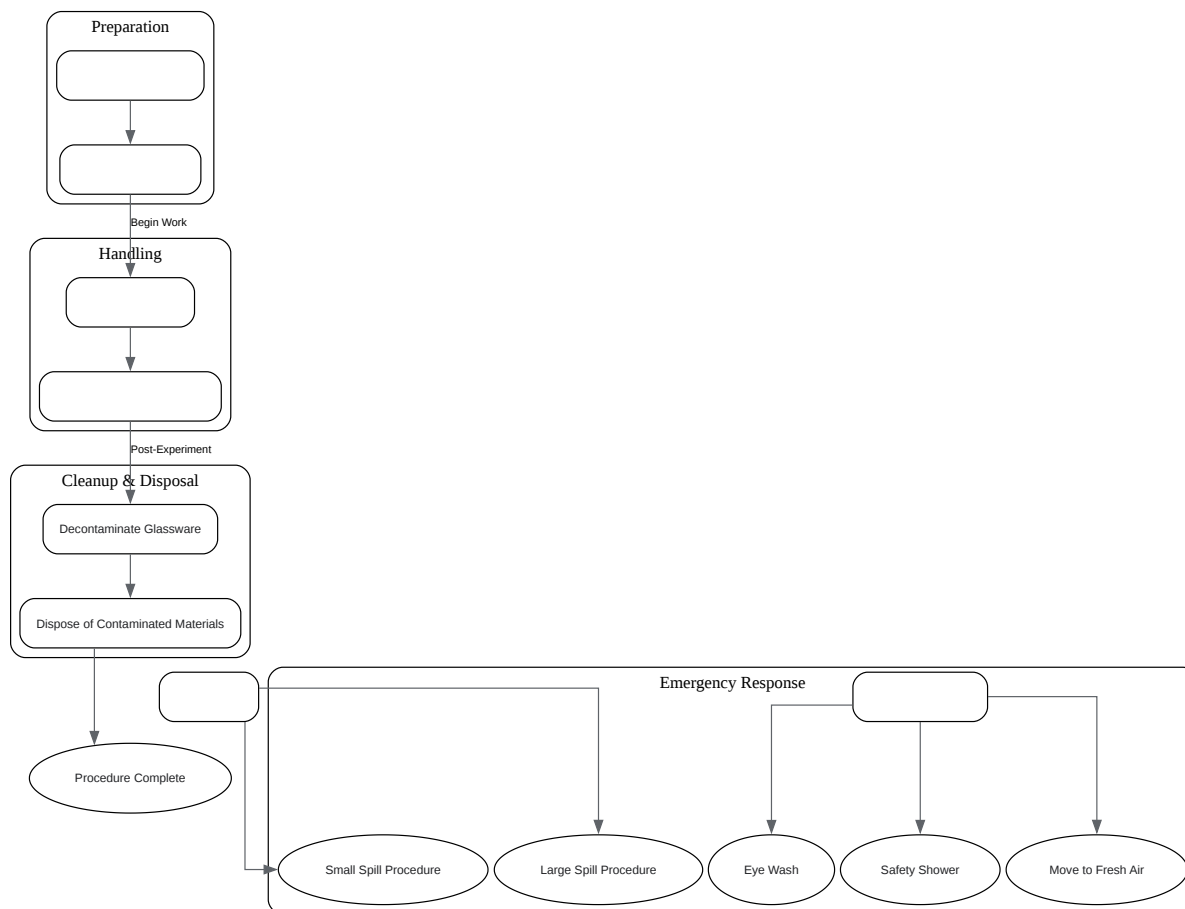 Preparation
Begin Work
Handling
Post-Experiment
Cleanup & Disposal
Decontaminate Glassware
Dispose of Contaminated Materials
Emergency Response
Procedure Complete
Small Spill Procedure
Large Spill Procedure
Eye Wash
Safety Shower
Move to Fresh Air